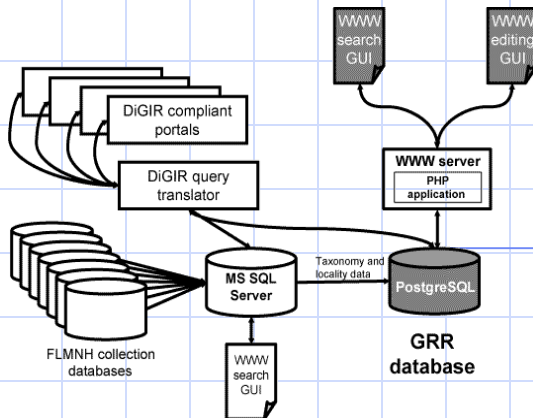 WWW
search
GUI
WWW
editing
GUI
DiGIR compliant
portals
DiGIR query
translator
WWW server
PHP
application
MS SQL
Server
Taxonomy and
locality data
PostgreSQL
FLMNH collection
databases
GRR
database
WWW
search
GUI